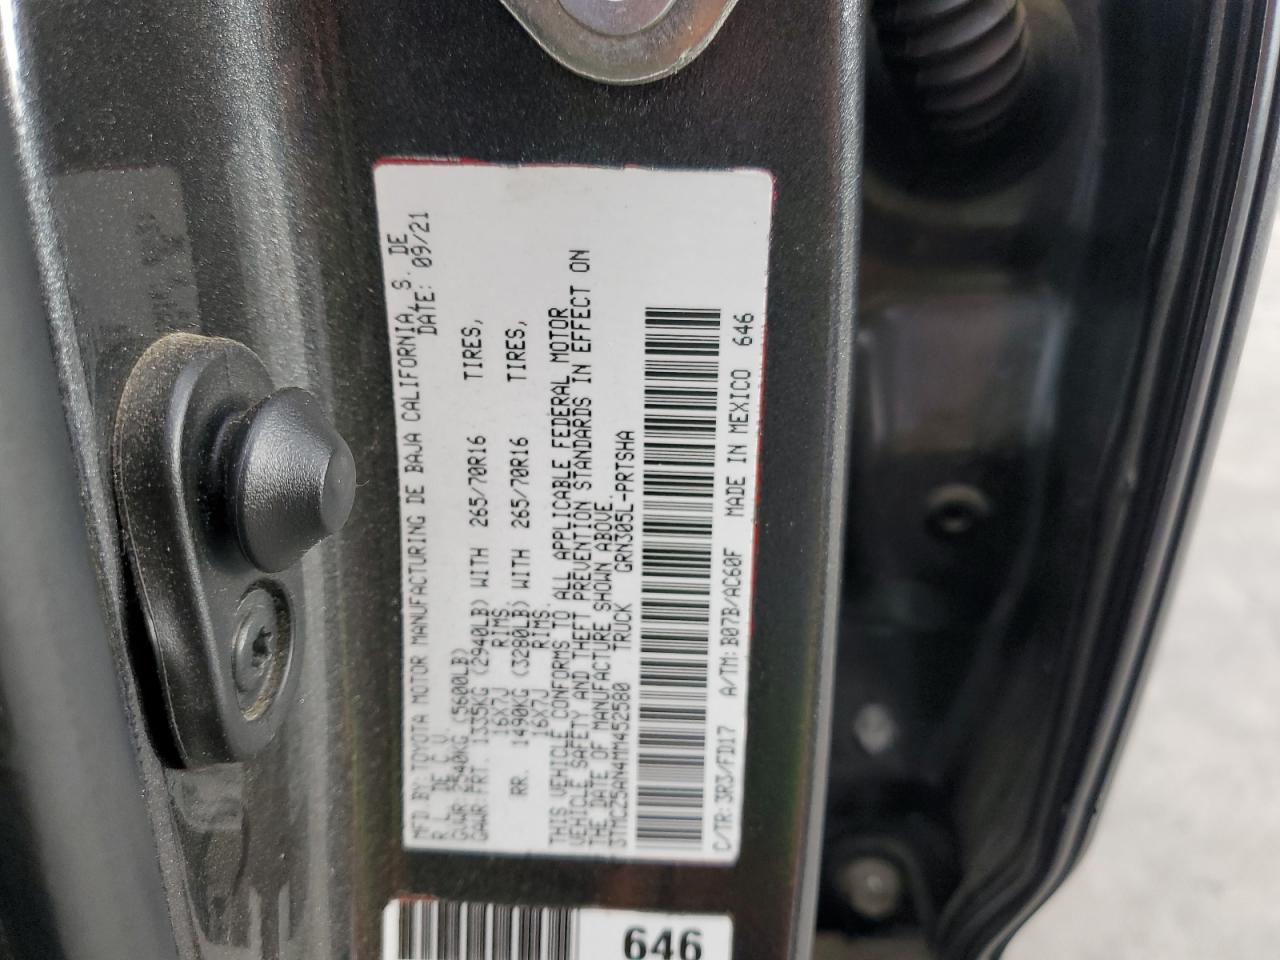 MFD BY: TOYOTA MOTOR MANUFACTURING DE BAJA CALIFORNIA, S. DE
R L DE C V. DATE: 09/21
GVWR 2540KG (5600LB)
GAWR FRT. 1335KG (2940LB) WITH 265/70R16 TIRES,
16X7J RIMS.
RR. 1490KG (3280LB) WITH 265/70R16 TIRES,
16X7J RIMS.
THIS VEHICLE CONFORMS TO ALL APPLICABLE FEDERAL MOTOR
VEHICLE SAFETY AND THEFT PREVENTION STANDARDS IN EFFECT ON
THE DATE OF MANUFACTURE SHOWN ABOVE.
3TMCZ5AN4MM452580 TRUCK GRN305L-PRTSHA
C/TR: 3R3/FD17 A/TM: B07B/AC60F MADE IN MEXICO 646
646